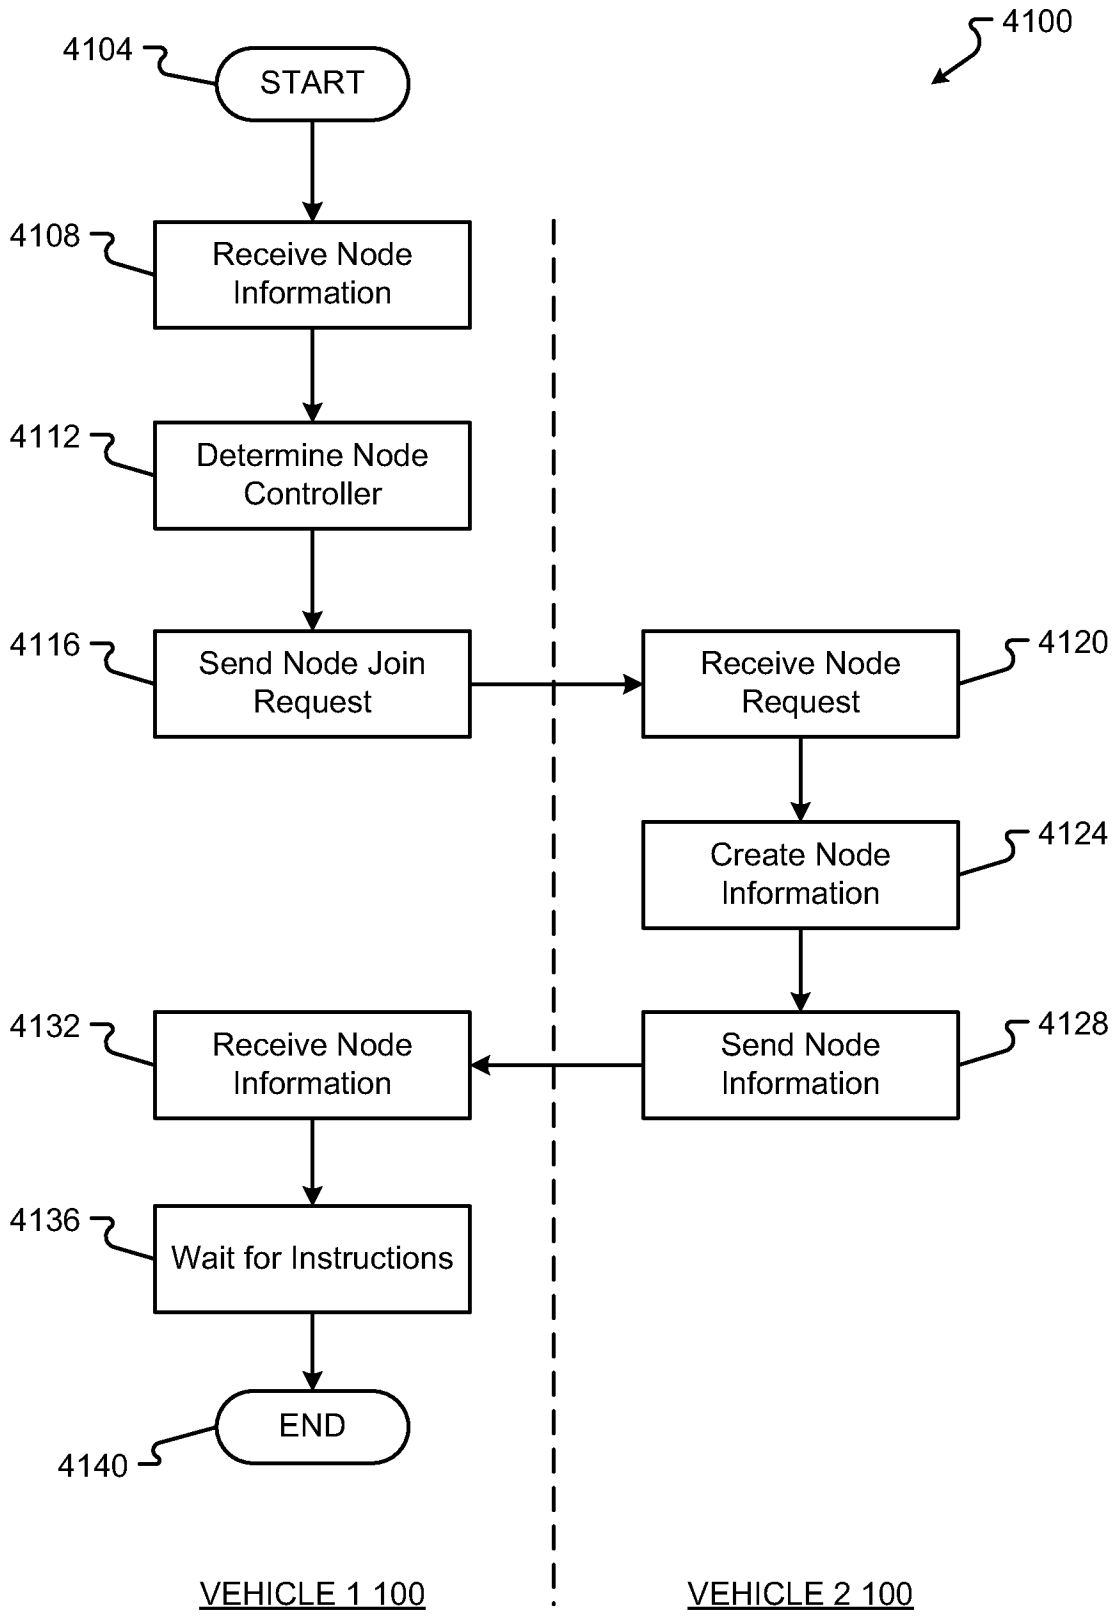 4100
4104
START
4108
Receive Node
Information
4112
Determine Node
Controller
4116
Send Node Join
Request
Receive Node
Request
4120
Create Node
Information
4124
4132
Receive Node
Information
Send Node
Information
4128
4136
Wait for Instructions
END
4140
VEHICLE 1 100
VEHICLE 2 100